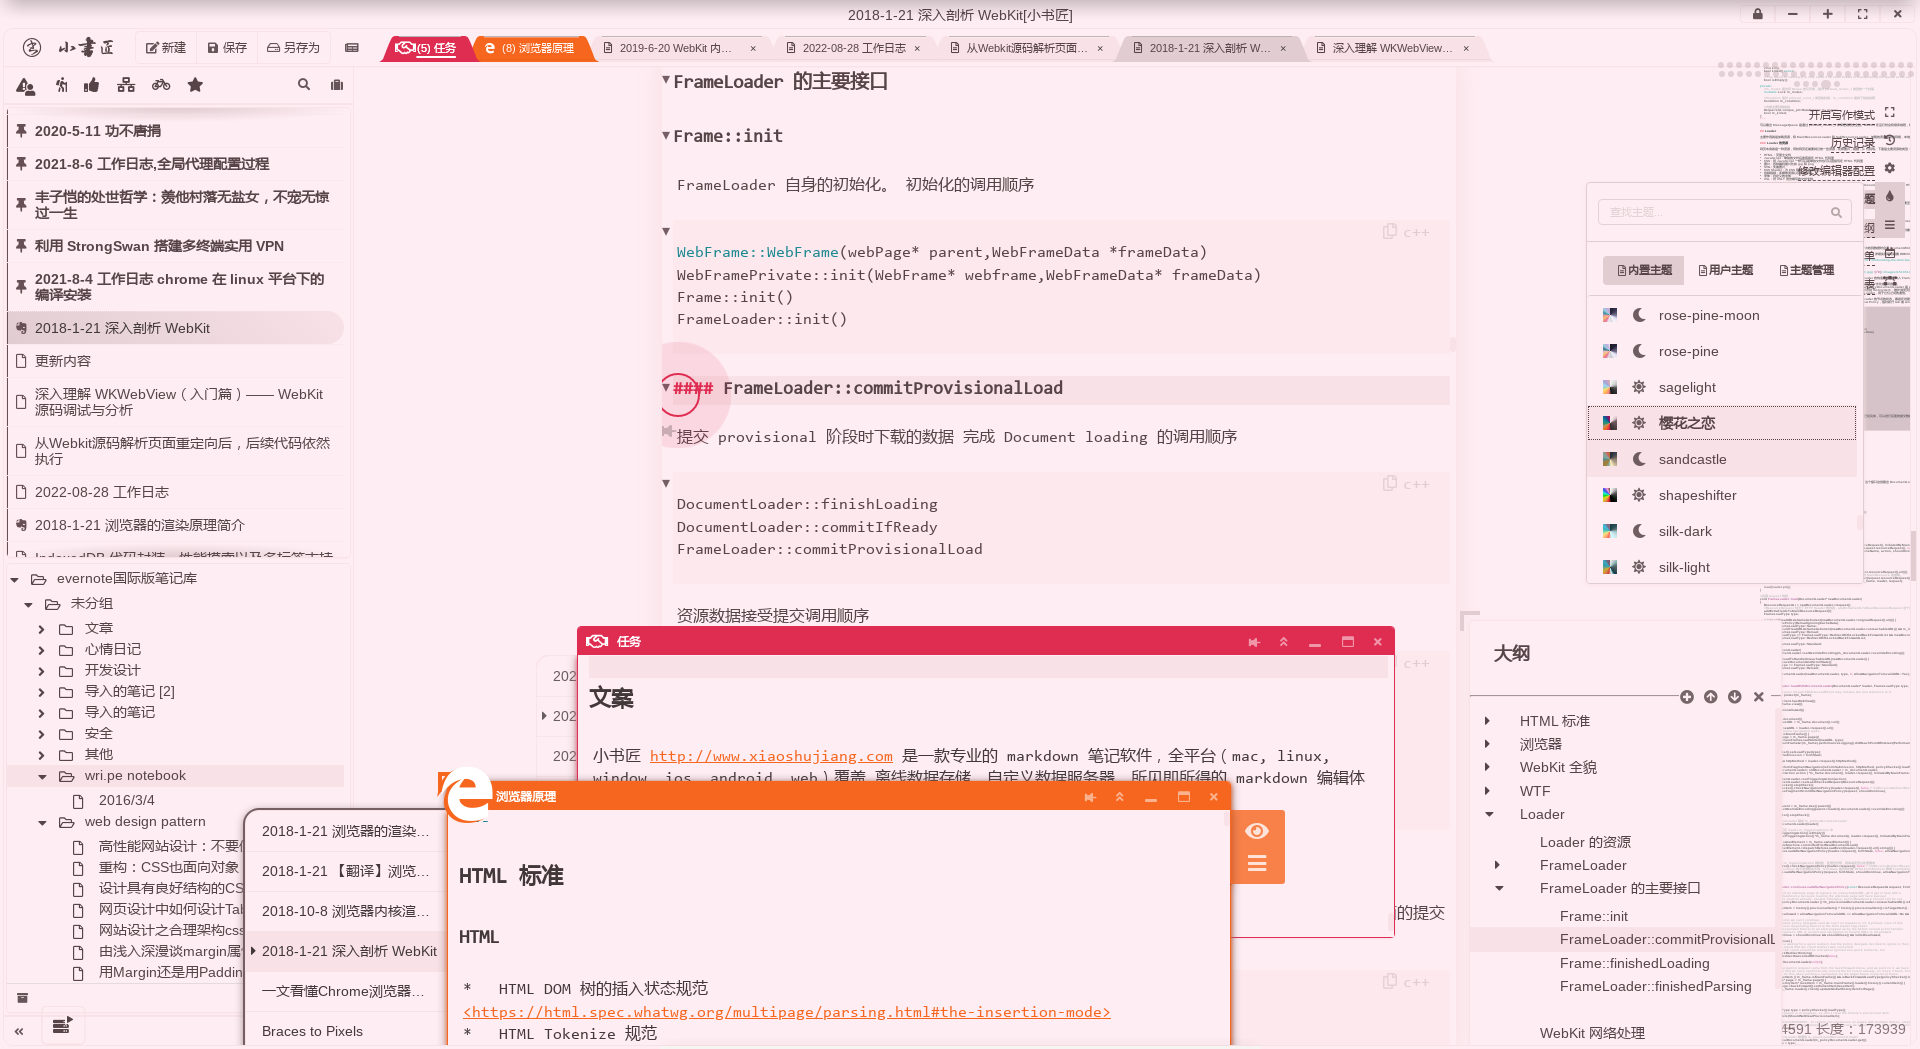 2018-1-21 深入剖析 WebKit[小书匠]
小书匠
新建
保存
另存为
(5) 任务
(8) 浏览器原理
2019-6-20 WebKit 内…
2022-08-28 工作日志
从Webkit源码解析页面…
2018-1-21 深入剖析 W…
深入理解 WKWebView…
2020-5-11 功不唐捐
2021-8-6 工作日志,全局代理配置过程
丰子恺的处世哲学：羡他村落无盐女，不宠无惊
过一生
利用 StrongSwan 搭建多终端实用 VPN
2021-8-4 工作日志 chrome 在 linux 平台下的
编译安装
2018-1-21 深入剖析 WebKit
更新内容
深入理解 WKWebView（入门篇）—— WebKit
源码调试与分析
从Webkit源码解析页面重定向后，后续代码依然
执行
2022-08-28 工作日志
2018-1-21 浏览器的渲染原理简介
evernote国际版笔记库
未分组
文章
心情日记
开发设计
导入的笔记 [2]
导入的笔记
安全
其他
wri.pe notebook
2016/3/4
web design pattern
高性能网站设计：不要使
重构：CSS也面向对象
设计具有良好结构的CS
网页设计中如何设计Tab
网站设计之合理架构css
由浅入深漫谈margin属
用Margin还是用Paddin
FrameLoader 的主要接口
Frame::init
FrameLoader 自身的初始化。 初始化的调用顺序
c++
WebFrame::WebFrame(webPage* parent,WebFrameData *frameData)
WebFramePrivate::init(WebFrame* webframe,WebFrameData* frameData)
Frame::init()
FrameLoader::init()
#### FrameLoader::commitProvisionalLoad
提交 provisional 阶段时下载的数据 完成 Document loading 的调用顺序
c++
DocumentLoader::finishLoading
DocumentLoader::commitIfReady
FrameLoader::commitProvisionalLoad
资源数据接受提交调用顺序
c++
的提交
c++
202
202
202
任务
文案
小书匠 http://www.xiaoshujiang.com 是一款专业的 markdown 笔记软件，全平台（mac, linux,
window, ios, android, web）覆盖,离线数据存储，自定义数据服务器，所见即所得的 markdown 编辑体
2018-1-21 浏览器的渲染…
2018-1-21 【翻译】浏览…
2018-10-8 浏览器内核渲…
2018-1-21 深入剖析 WebKit
一文看懂Chrome浏览器…
Braces to Pixels
浏览器原理
HTML 标准
HTML
* HTML DOM 树的插入状态规范
<https://html.spec.whatwg.org/multipage/parsing.html#the-insertion-mode>
* HTML Tokenize 规范
开启写作模式
历史记录
修改编辑器配置
查找主题...
内置主题
用户主题
主题管理
rose-pine-moon
rose-pine
sagelight
樱花之恋
sandcastle
shapeshifter
silk-dark
silk-light
大纲
HTML 标准
浏览器
WebKit 全貌
WTF
Loader
Loader 的资源
FrameLoader
FrameLoader 的主要接口
Frame::init
FrameLoader::commitProvisionalL
Frame::finishedLoading
FrameLoader::finishedParsing
WebKit 网络处理
4591 长度：173939